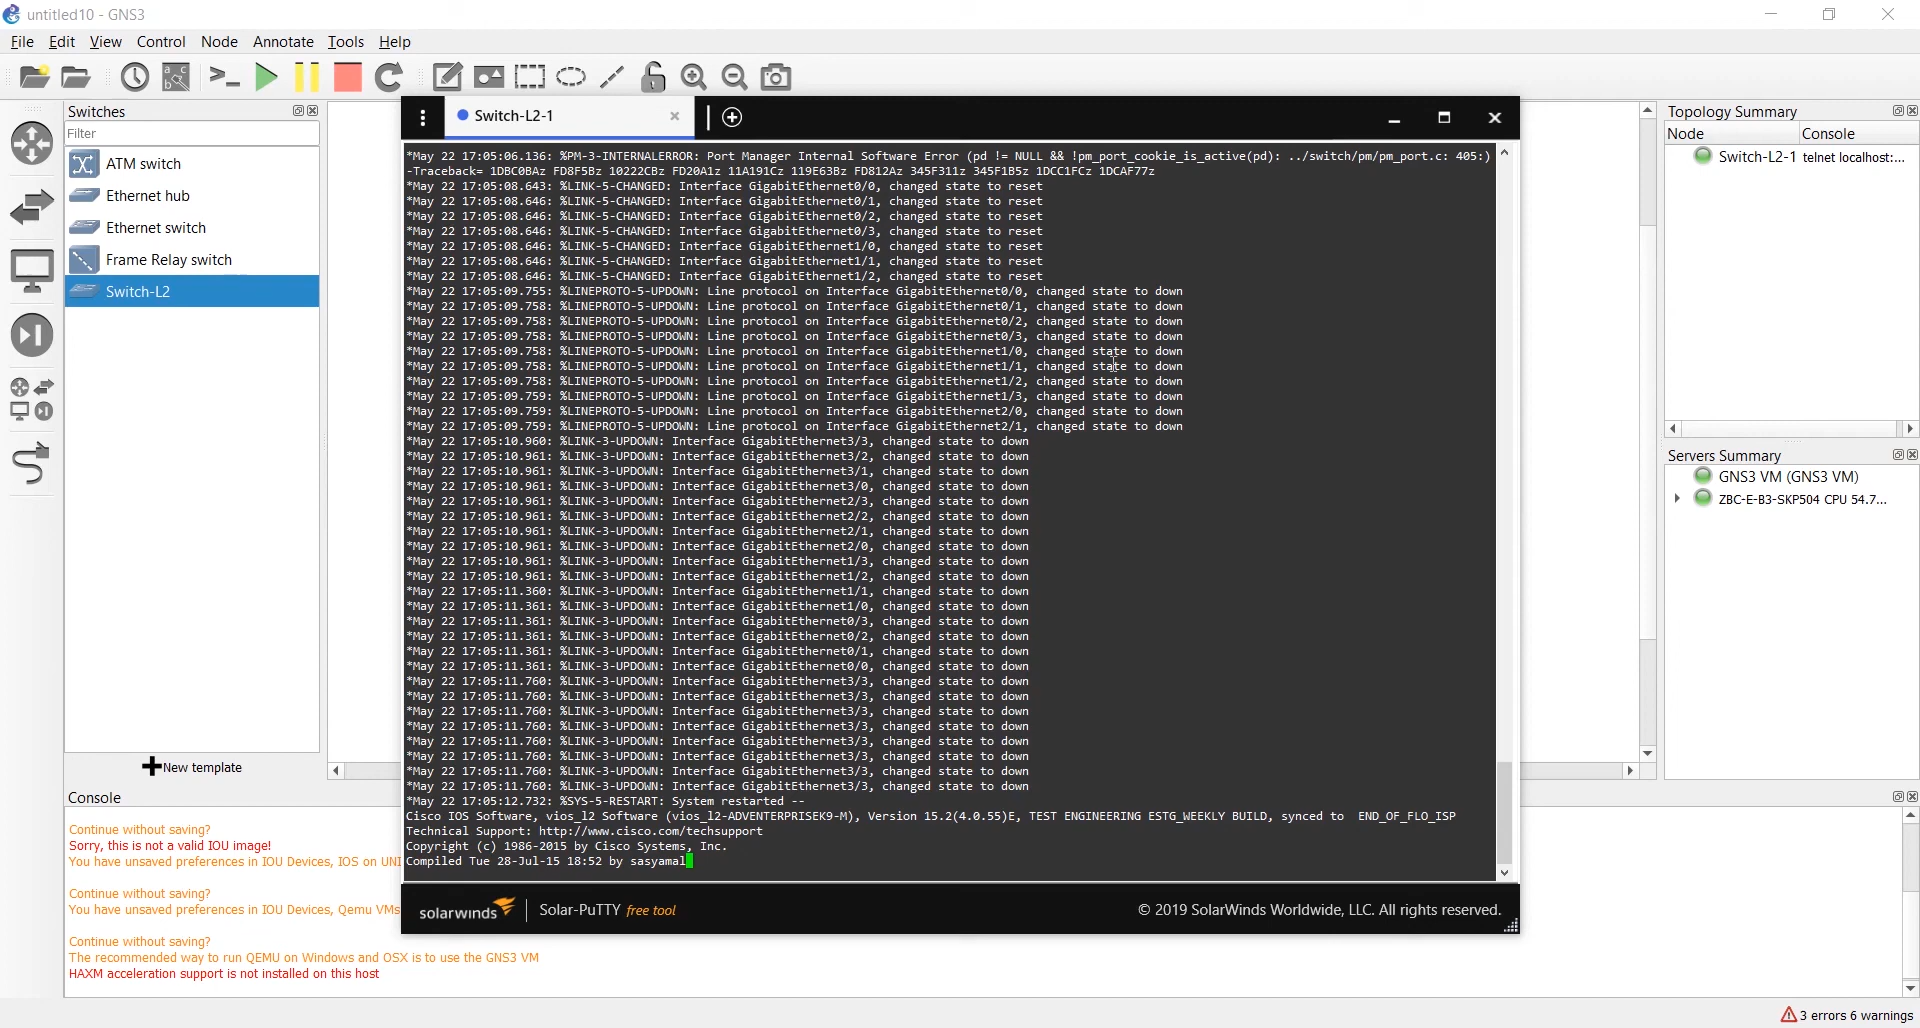 untitled10 - GNS3
File Edit View Control Node Annotate Tools Help
Switches
Filter
ATM switch
Ethernet hub
Ethernet switch
Frame Relay switch
Switch-L2
New template
Switch-L2-1
*May 22 17:05:06.136: %PM-3-INTERNALERROR: Port Manager Internal Software Error (pd != NULL && !pm_port_cookie_is_active(pd): ../switch/pm/pm_port.c: 405:)
-Traceback= 1DBC0BAz FD8F5Bz 10222CBz FD20A1z 11A191Cz 119E63Bz FD812Az 345F311z 345F1B5z 1DCC1FCz 1DCAF77z
*May 22 17:05:08.643: %LINK-5-CHANGED: Interface GigabitEthernet0/0, changed state to reset
*May 22 17:05:08.646: %LINK-5-CHANGED: Interface GigabitEthernet0/1, changed state to reset
*May 22 17:05:08.646: %LINK-5-CHANGED: Interface GigabitEthernet0/2, changed state to reset
*May 22 17:05:08.646: %LINK-5-CHANGED: Interface GigabitEthernet0/3, changed state to reset
*May 22 17:05:08.646: %LINK-5-CHANGED: Interface GigabitEthernet1/0, changed state to reset
*May 22 17:05:08.646: %LINK-5-CHANGED: Interface GigabitEthernet1/1, changed state to reset
*May 22 17:05:08.646: %LINK-5-CHANGED: Interface GigabitEthernet1/2, changed state to reset
*May 22 17:05:09.755: %LINEPROTO-5-UPDOWN: Line protocol on Interface GigabitEthernet0/0, changed state to down
*May 22 17:05:09.758: %LINEPROTO-5-UPDOWN: Line protocol on Interface GigabitEthernet0/1, changed state to down
*May 22 17:05:09.758: %LINEPROTO-5-UPDOWN: Line protocol on Interface GigabitEthernet0/2, changed state to down
*May 22 17:05:09.758: %LINEPROTO-5-UPDOWN: Line protocol on Interface GigabitEthernet0/3, changed state to down
*May 22 17:05:09.758: %LINEPROTO-5-UPDOWN: Line protocol on Interface GigabitEthernet1/0, changed state to down
*May 22 17:05:09.758: %LINEPROTO-5-UPDOWN: Line protocol on Interface GigabitEthernet1/1, changed state to down
*May 22 17:05:09.758: %LINEPROTO-5-UPDOWN: Line protocol on Interface GigabitEthernet1/2, changed state to down
*May 22 17:05:09.759: %LINEPROTO-5-UPDOWN: Line protocol on Interface GigabitEthernet1/3, changed state to down
*May 22 17:05:09.759: %LINEPROTO-5-UPDOWN: Line protocol on Interface GigabitEthernet2/0, changed state to down
*May 22 17:05:09.759: %LINEPROTO-5-UPDOWN: Line protocol on Interface GigabitEthernet2/1, changed state to down
*May 22 17:05:10.960: %LINK-3-UPDOWN: Interface GigabitEthernet3/3, changed state to down
*May 22 17:05:10.961: %LINK-3-UPDOWN: Interface GigabitEthernet3/2, changed state to down
*May 22 17:05:10.961: %LINK-3-UPDOWN: Interface GigabitEthernet3/1, changed state to down
*May 22 17:05:10.961: %LINK-3-UPDOWN: Interface GigabitEthernet3/0, changed state to down
*May 22 17:05:10.961: %LINK-3-UPDOWN: Interface GigabitEthernet2/3, changed state to down
*May 22 17:05:10.961: %LINK-3-UPDOWN: Interface GigabitEthernet2/2, changed state to down
*May 22 17:05:10.961: %LINK-3-UPDOWN: Interface GigabitEthernet2/1, changed state to down
*May 22 17:05:10.961: %LINK-3-UPDOWN: Interface GigabitEthernet2/0, changed state to down
*May 22 17:05:10.961: %LINK-3-UPDOWN: Interface GigabitEthernet1/3, changed state to down
*May 22 17:05:10.961: %LINK-3-UPDOWN: Interface GigabitEthernet1/2, changed state to down
*May 22 17:05:11.360: %LINK-3-UPDOWN: Interface GigabitEthernet1/1, changed state to down
*May 22 17:05:11.361: %LINK-3-UPDOWN: Interface GigabitEthernet1/0, changed state to down
*May 22 17:05:11.361: %LINK-3-UPDOWN: Interface GigabitEthernet0/3, changed state to down
*May 22 17:05:11.361: %LINK-3-UPDOWN: Interface GigabitEthernet0/2, changed state to down
*May 22 17:05:11.361: %LINK-3-UPDOWN: Interface GigabitEthernet0/1, changed state to down
*May 22 17:05:11.361: %LINK-3-UPDOWN: Interface GigabitEthernet0/0, changed state to down
*May 22 17:05:11.760: %LINK-3-UPDOWN: Interface GigabitEthernet3/3, changed state to down
*May 22 17:05:11.760: %LINK-3-UPDOWN: Interface GigabitEthernet3/3, changed state to down
*May 22 17:05:11.760: %LINK-3-UPDOWN: Interface GigabitEthernet3/3, changed state to down
*May 22 17:05:11.760: %LINK-3-UPDOWN: Interface GigabitEthernet3/3, changed state to down
*May 22 17:05:11.760: %LINK-3-UPDOWN: Interface GigabitEthernet3/3, changed state to down
*May 22 17:05:11.760: %LINK-3-UPDOWN: Interface GigabitEthernet3/3, changed state to down
*May 22 17:05:11.760: %LINK-3-UPDOWN: Interface GigabitEthernet3/3, changed state to down
*May 22 17:05:11.760: %LINK-3-UPDOWN: Interface GigabitEthernet3/3, changed state to down
*May 22 17:05:12.732: %SYS-5-RESTART: System restarted --
Cisco IOS Software, vios_l2 Software (vios_l2-ADVENTERPRISEK9-M), Version 15.2(4.0.55)E, TEST ENGINEERING ESTG_WEEKLY BUILD, synced to  END_OF_FLO_ISP
Technical Support: http://www.cisco.com/techsupport
Copyright (c) 1986-2015 by Cisco Systems, Inc.
Compiled Tue 28-Jul-15 18:52 by sasyamal
solarwinds Solar-PuTTY free tool © 2019 SolarWinds Worldwide, LLC. All rights reserved.
Topology Summary
Node Console
Switch-L2-1 telnet localhost:...
Servers Summary
GNS3 VM (GNS3 VM)
ZBC-E-B3-SKP504 CPU 54.7...
Console
Continue without saving?
Sorry, this is not a valid IOU image!
You have unsaved preferences in IOU Devices, IOS on UNI
Continue without saving?
You have unsaved preferences in IOU Devices, Qemu VMs
Continue without saving?
The recommended way to run QEMU on Windows and OSX is to use the GNS3 VM
HAXM acceleration support is not installed on this host
3 errors 6 warnings